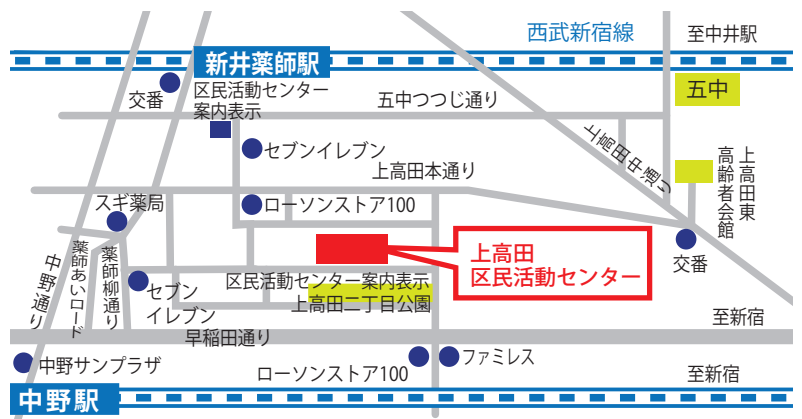 西武新宿線
至中井駅
新井薬師駅
交番
区民活動センター
案内表示
五中つつじ通り
五中
セブンイレブン
上高田本通り
上高田中通り
上高田東
高齢者会館
スギ薬局
ローソンストア100
交番
上高田
区民活動センター
中野通り
薬師あいロード
薬師柳通り
セブン
イレブン
区民活動センター案内表示
上高田二丁目公園
早稲田通り
至新宿
中野サンプラザ
ローソンストア100
ファミレス
至新宿
中野駅